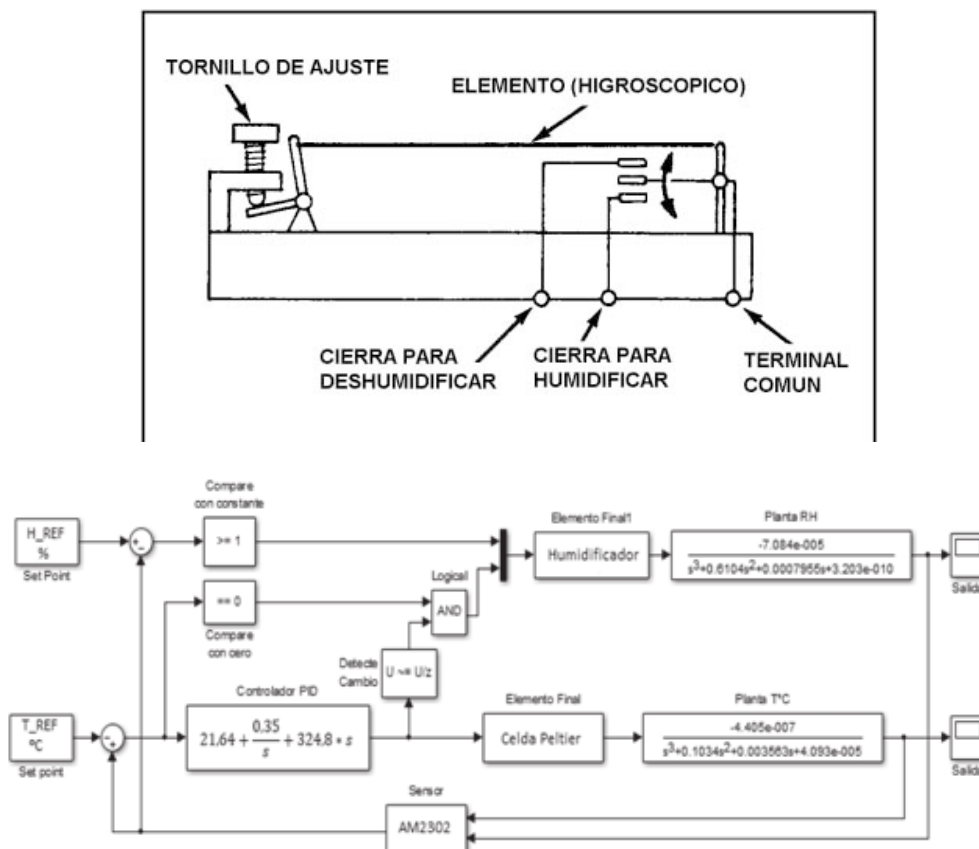 TORNILLO DE AJUSTE
ELEMENTO (HIGROSCOPICO)
CIERRA PARA
DESHUMIDIFICAR
CIERRA PARA
HUMIDIFICAR
TERMINAL
COMUN
Compare
con constante
H_REF
%
Set Point
+
-
>= 1
Elemento Final1
Humidificador
Planta RH
-7.084e-005
s³+0.6104s²+0.0007955s+3.203e-010
Salida
== 0
Compare
con cero
Logical
AND
Detecte
Cambio
U ~= U/z
Controlador PID
T_REF
ºC
Set point
-
+
21,64 + 0,35/s + 324,8 * s
Elemento Final
Celda Peltier
Planta TºC
-4.405e-007
s³+0.1034s²+0.003563s+4.093e-005
Salida
Sensor
AM2302